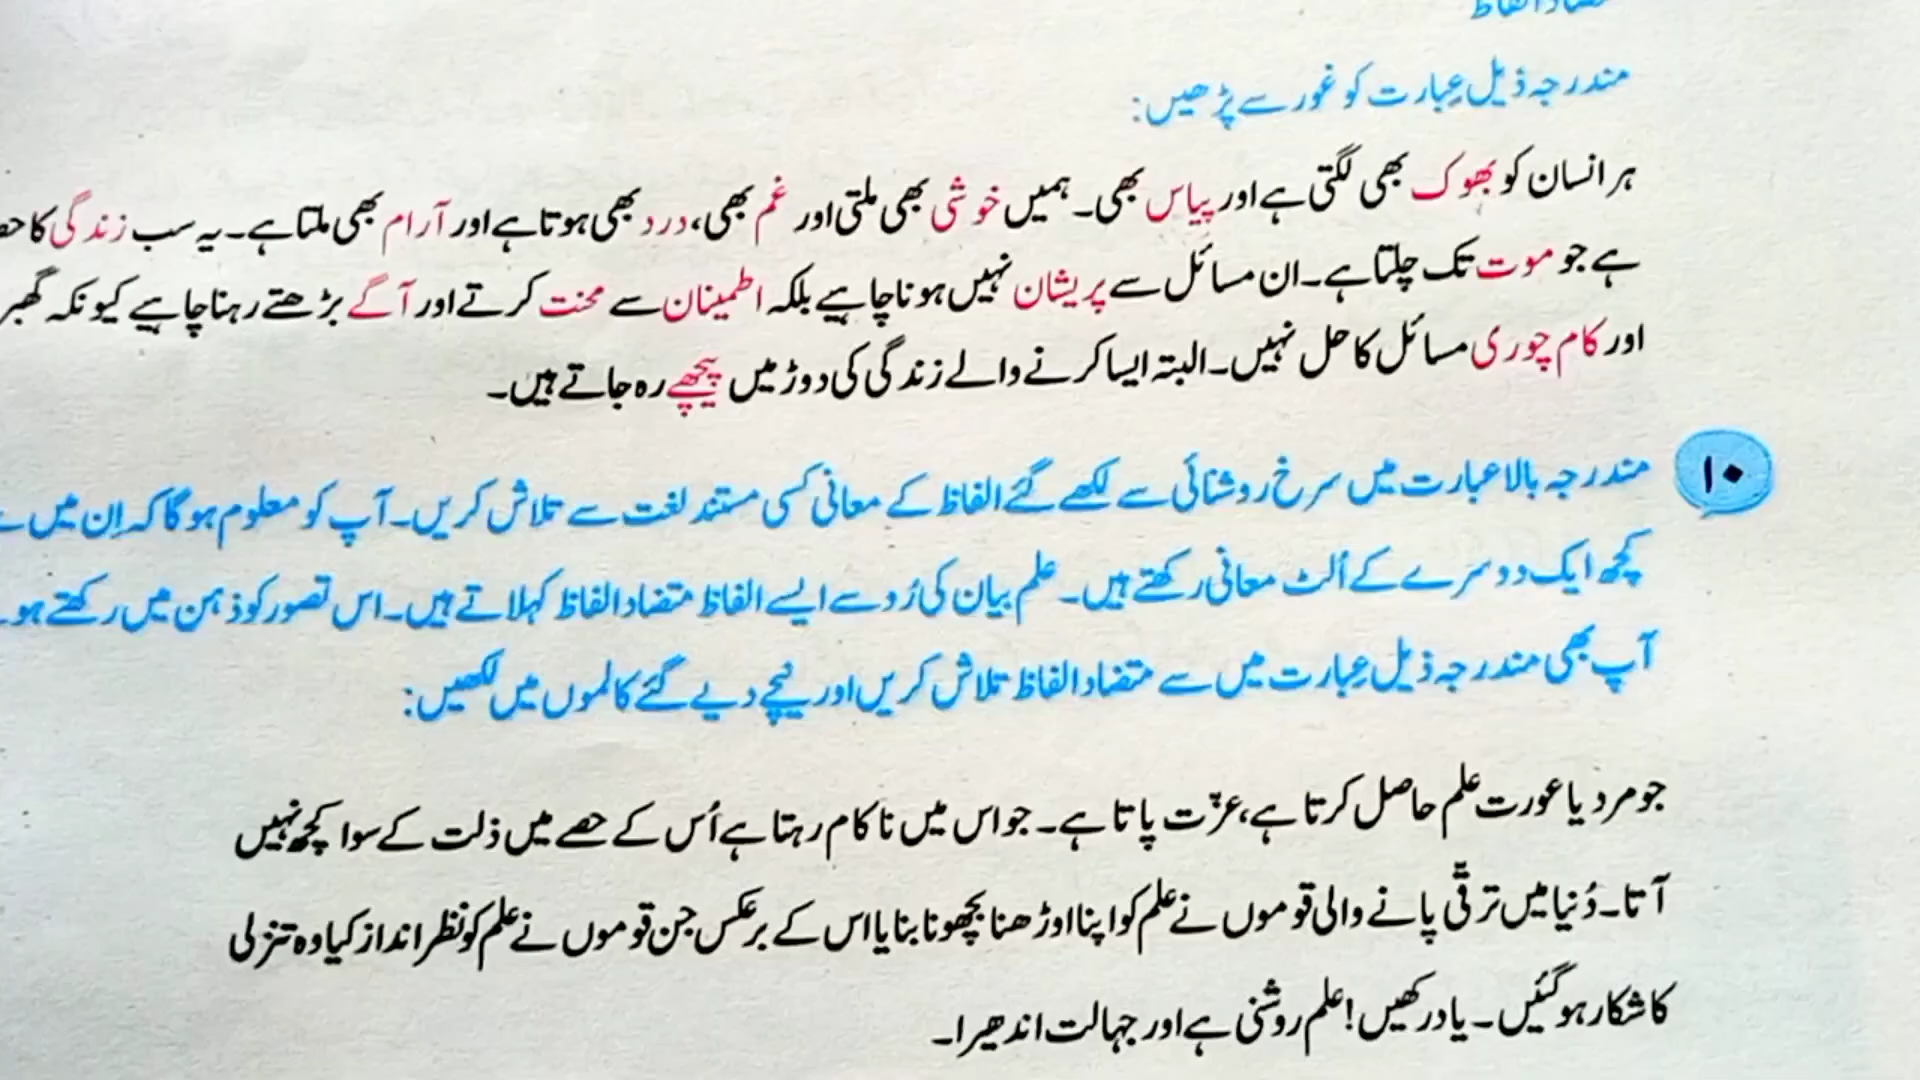 متضاد الفاظ
مندرجہ ذیل عبارت کو غور سے پڑھیں:
ہر انسان کو بھوک بھی لگتی ہے اور پیاس بھی۔ ہمیں خوشی بھی ملتی اور غم بھی، درد بھی ہوتا ہے اور آرام بھی ملتا ہے۔ یہ سب زندگی کا
ہے جو موت تک چلتا ہے۔ ان مسائل سے پریشان نہیں ہونا چاہیے بلکہ اطمینان سے محنت کرتے اور آگے بڑھتے رہنا چاہیے کیونکہ
اور کام چوری مسائل کا حل نہیں۔ البتہ ایسا کرنے والے زندگی کی دوڑ میں پیچھے رہ جاتے ہیں۔
۱۰ مندرجہ بالا عبارت میں سرخ روشنائی سے لکھے گئے الفاظ کے معانی کسی مستند لغت سے تلاش کریں۔ آپ کو معلوم ہو گا کہ اِن میں
کچھ ایک دوسرے کے اُلٹ معانی رکھتے ہیں۔ علم بیان کی رُو سے ایسے الفاظ متضاد الفاظ کہلاتے ہیں۔ اس تصور کو ذہن میں رکھتے
آپ بھی مندرجہ ذیل عِبارت میں سے متضاد الفاظ تلاش کریں اور نیچے دیے گئے کالموں میں لکھیں:
جو مرد یا عورت علم حاصل کرتا ہے، عزّت پاتا ہے۔ جو اس میں ناکام رہتا ہے اُس کے حصے میں ذلت کے سوا کچھ نہیں
آتا۔ دُنیا میں ترقّی پانے والی قوموں نے علم کو اپنا اوڑھنا بچھونا بنایا اس کے برعکس جن قوموں نے علم کو نظر انداز کیا وہ تنزلی
کا شکار ہو گئیں۔ یاد رکھیں! علم روشنی ہے اور جہالت اندھیرا۔